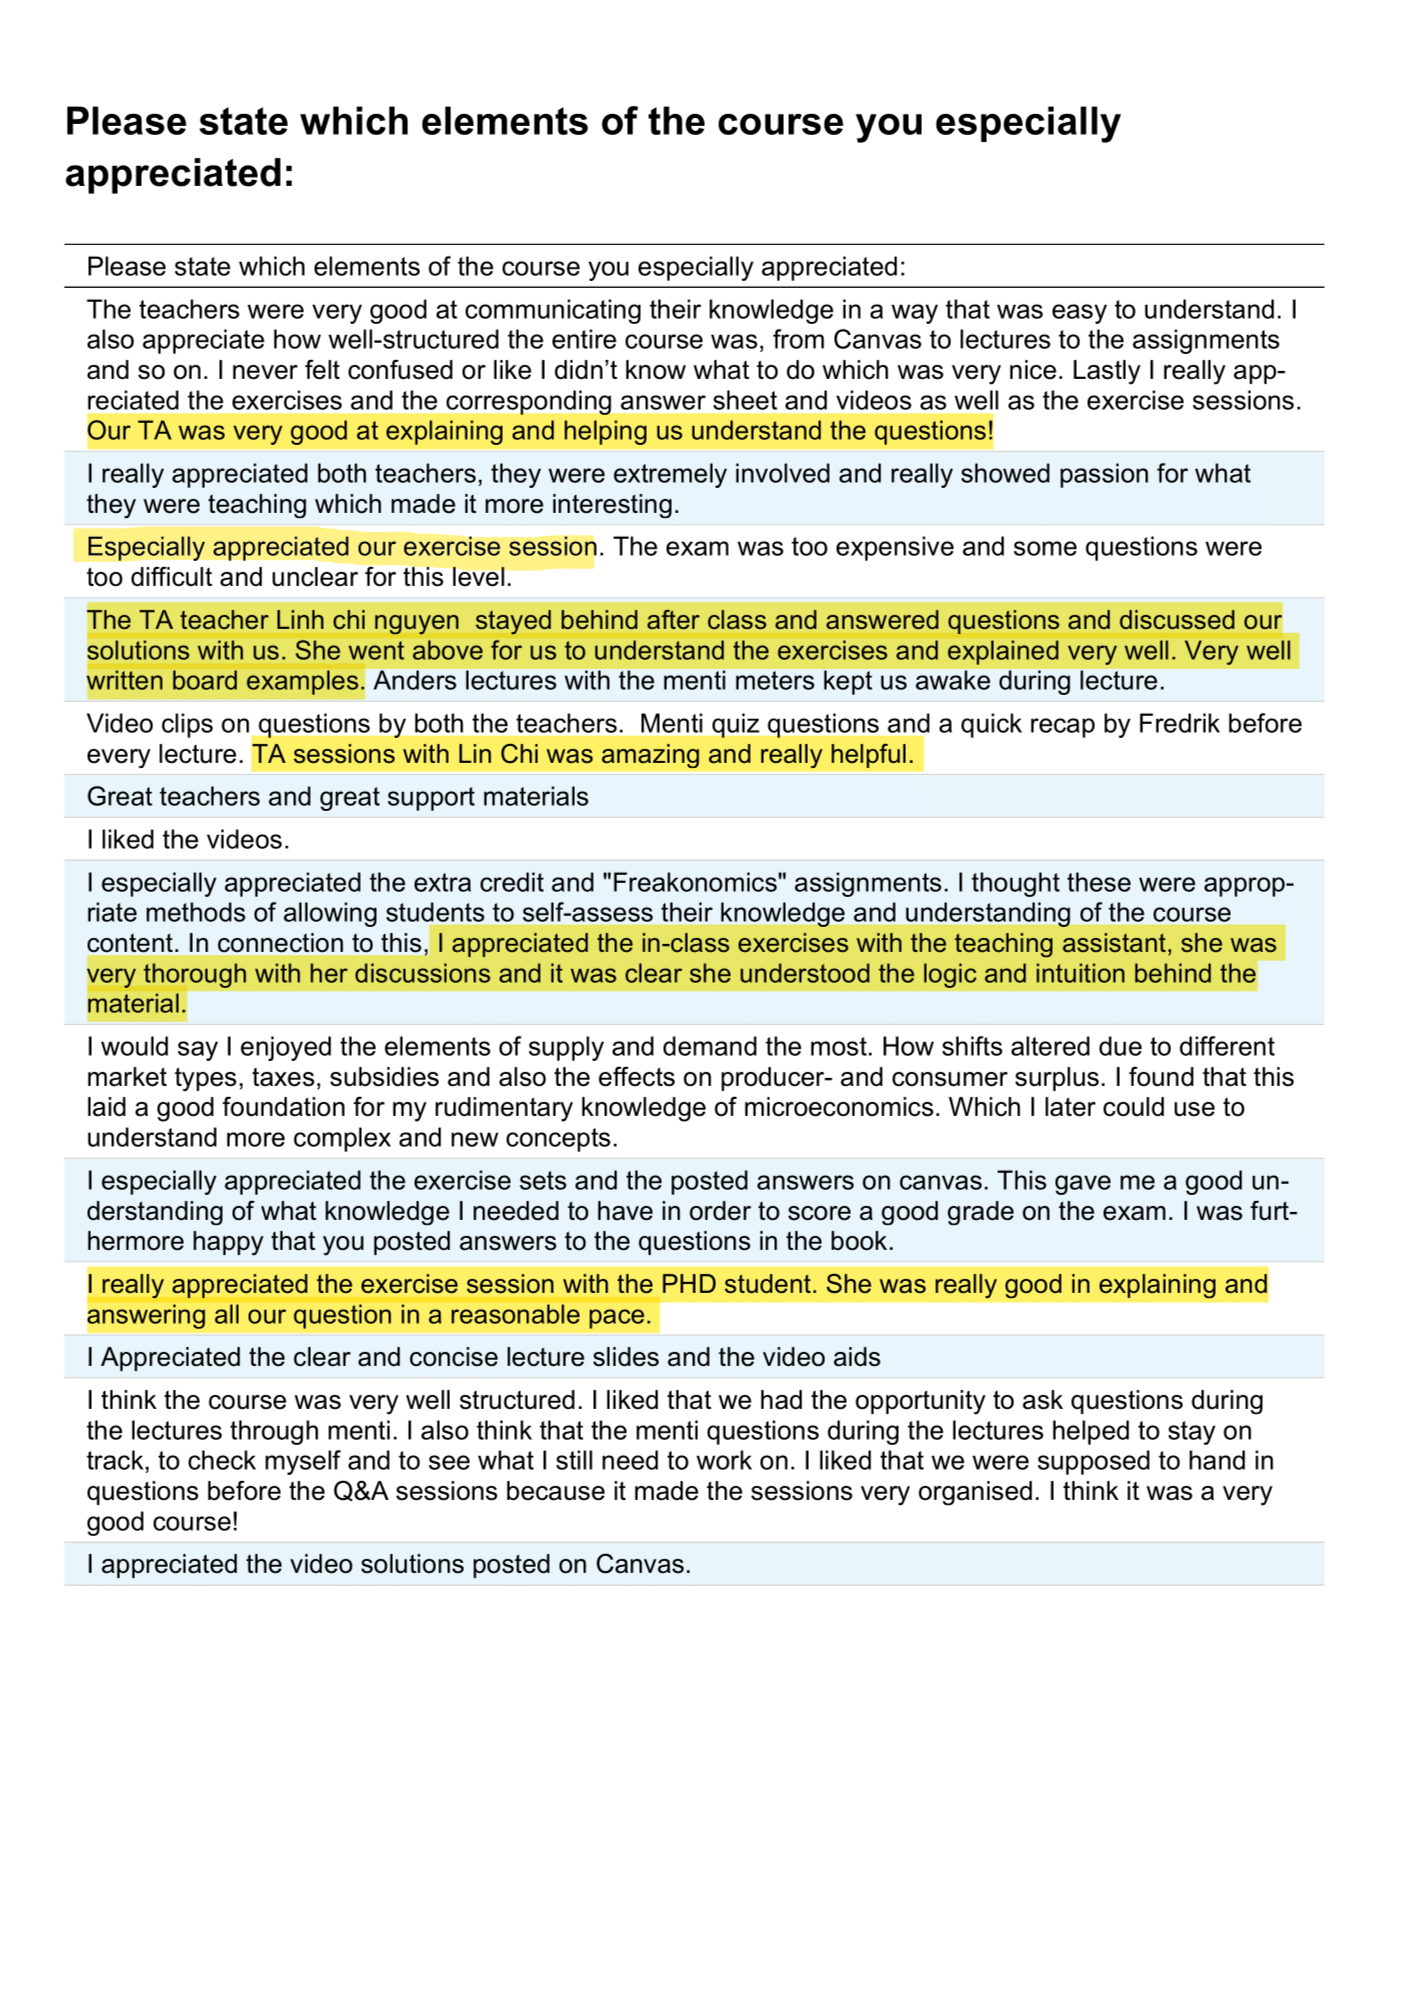 Please state which elements of the course you especially
appreciated:
Please state which elements of the course you especially appreciated:
The teachers were very good at communicating their knowledge in a way that was easy to understand. I
also appreciate how well-structured the entire course was, from Canvas to lectures to the assignments
and so on. I never felt confused or like I didn’t know what to do which was very nice. Lastly I really app-
reciated the exercises and the corresponding answer sheet and videos as well as the exercise sessions.
Our TA was very good at explaining and helping us understand the questions!
I really appreciated both teachers, they were extremely involved and really showed passion for what
they were teaching which made it more interesting.
Especially appreciated our exercise session. The exam was too expensive and some questions were
too difficult and unclear for this level.
The TA teacher Linh chi nguyen  stayed behind after class and answered questions and discussed our
solutions with us. She went above for us to understand the exercises and explained very well. Very well
written board examples. Anders lectures with the menti meters kept us awake during lecture.
Video clips on questions by both the teachers.  Menti quiz questions and a quick recap by Fredrik before
every lecture. TA sessions with Lin Chi was amazing and really helpful.
Great teachers and great support materials
I liked the videos.
I especially appreciated the extra credit and "Freakonomics" assignments. I thought these were approp-
riate methods of allowing students to self-assess their knowledge and understanding of the course
content. In connection to this, I appreciated the in-class exercises with the teaching assistant, she was
very thorough with her discussions and it was clear she understood the logic and intuition behind the
material.
I would say I enjoyed the elements of supply and demand the most. How shifts altered due to different
market types, taxes, subsidies and also the effects on producer- and consumer surplus. I found that this
laid a good foundation for my rudimentary knowledge of microeconomics. Which I later could use to
understand more complex and new concepts.
I especially appreciated the exercise sets and the posted answers on canvas. This gave me a good un-
derstanding of what knowledge I needed to have in order to score a good grade on the exam. I was furt-
hermore happy that you posted answers to the questions in the book.
I really appreciated the exercise session with the PHD student. She was really good in explaining and
answering all our question in a reasonable pace.
I Appreciated the clear and concise lecture slides and the video aids
I think the course was very well structured. I liked that we had the opportunity to ask questions during
the lectures through menti. I also think that the menti questions during the lectures helped to stay on
track, to check myself and to see what I still need to work on. I liked that we were supposed to hand in
questions before the Q&A sessions because it made the sessions very organised. I think it was a very
good course!
I appreciated the video solutions posted on Canvas.